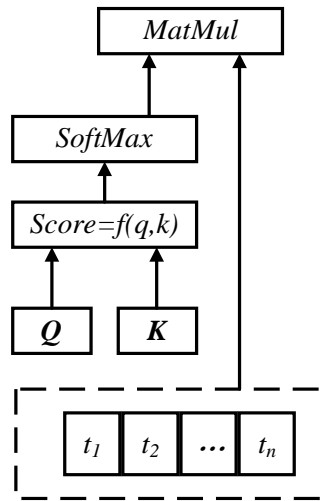 MatMul
SoftMax
Score=f(q,k)
Q K
t1 t2 ... tn